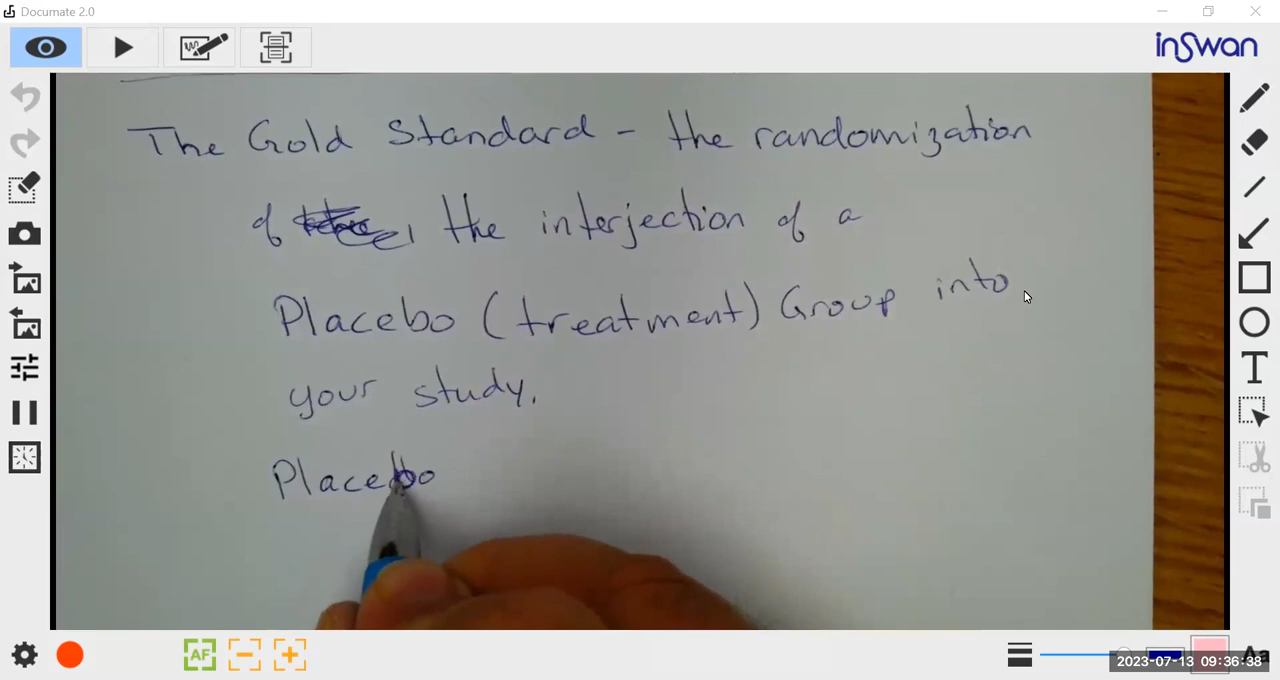 Documate 2.0
inSwan
The Gold Standard - the randomization
of the interjection of a
Placebo (treatment) Group into
your study.
Placebo
AF
T
Aa
2023-07-13 09:36:38